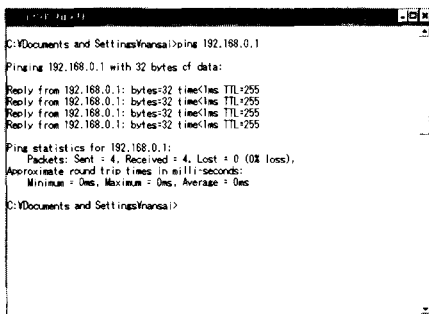 C:¥Documents and Settings¥nansai>ping 192.168.0.1
Pinging 192.168.0.1 with 32 bytes of data:
Reply from 192.168.0.1: bytes=32 time<1ms TTL=255
Reply from 192.168.0.1: bytes=32 time<1ms TTL=255
Reply from 192.168.0.1: bytes=32 time<1ms TTL=255
Reply from 192.168.0.1: bytes=32 time<1ms TTL=255
Ping statistics for 192.168.0.1:
Packets: Sent = 4, Received = 4, Lost = 0 (0% loss),
Approximate round trip times in milli-seconds:
Minimum = 0ms, Maximum = 0ms, Average = 0ms
C:¥Documents and Settings¥nansai>